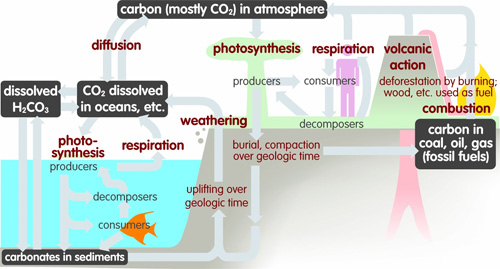 carbon (mostly CO₂) in atmosphere
diffusion
photosynthesis
respiration
volcanic
action
deforestation by burning;
wood, etc. used as fuel
combustion
producers
consumers
decomposers
dissolved
H₂CO₃
CO₂ dissolved
in oceans, etc.
weathering
carbon in
coal, oil, gas
(fossil fuels)
photo-
synthesis
respiration
burial, compaction
over geologic time
producers
decomposers
uplifting over
geologic time
consumers
carbonates in sediments